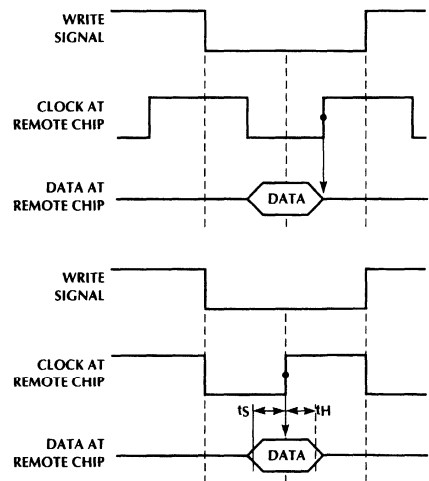 WRITE
SIGNAL
CLOCK AT
REMOTE CHIP
DATA AT
REMOTE CHIP
DATA
WRITE
SIGNAL
CLOCK AT
REMOTE CHIP
tS tH
DATA AT
REMOTE CHIP
DATA